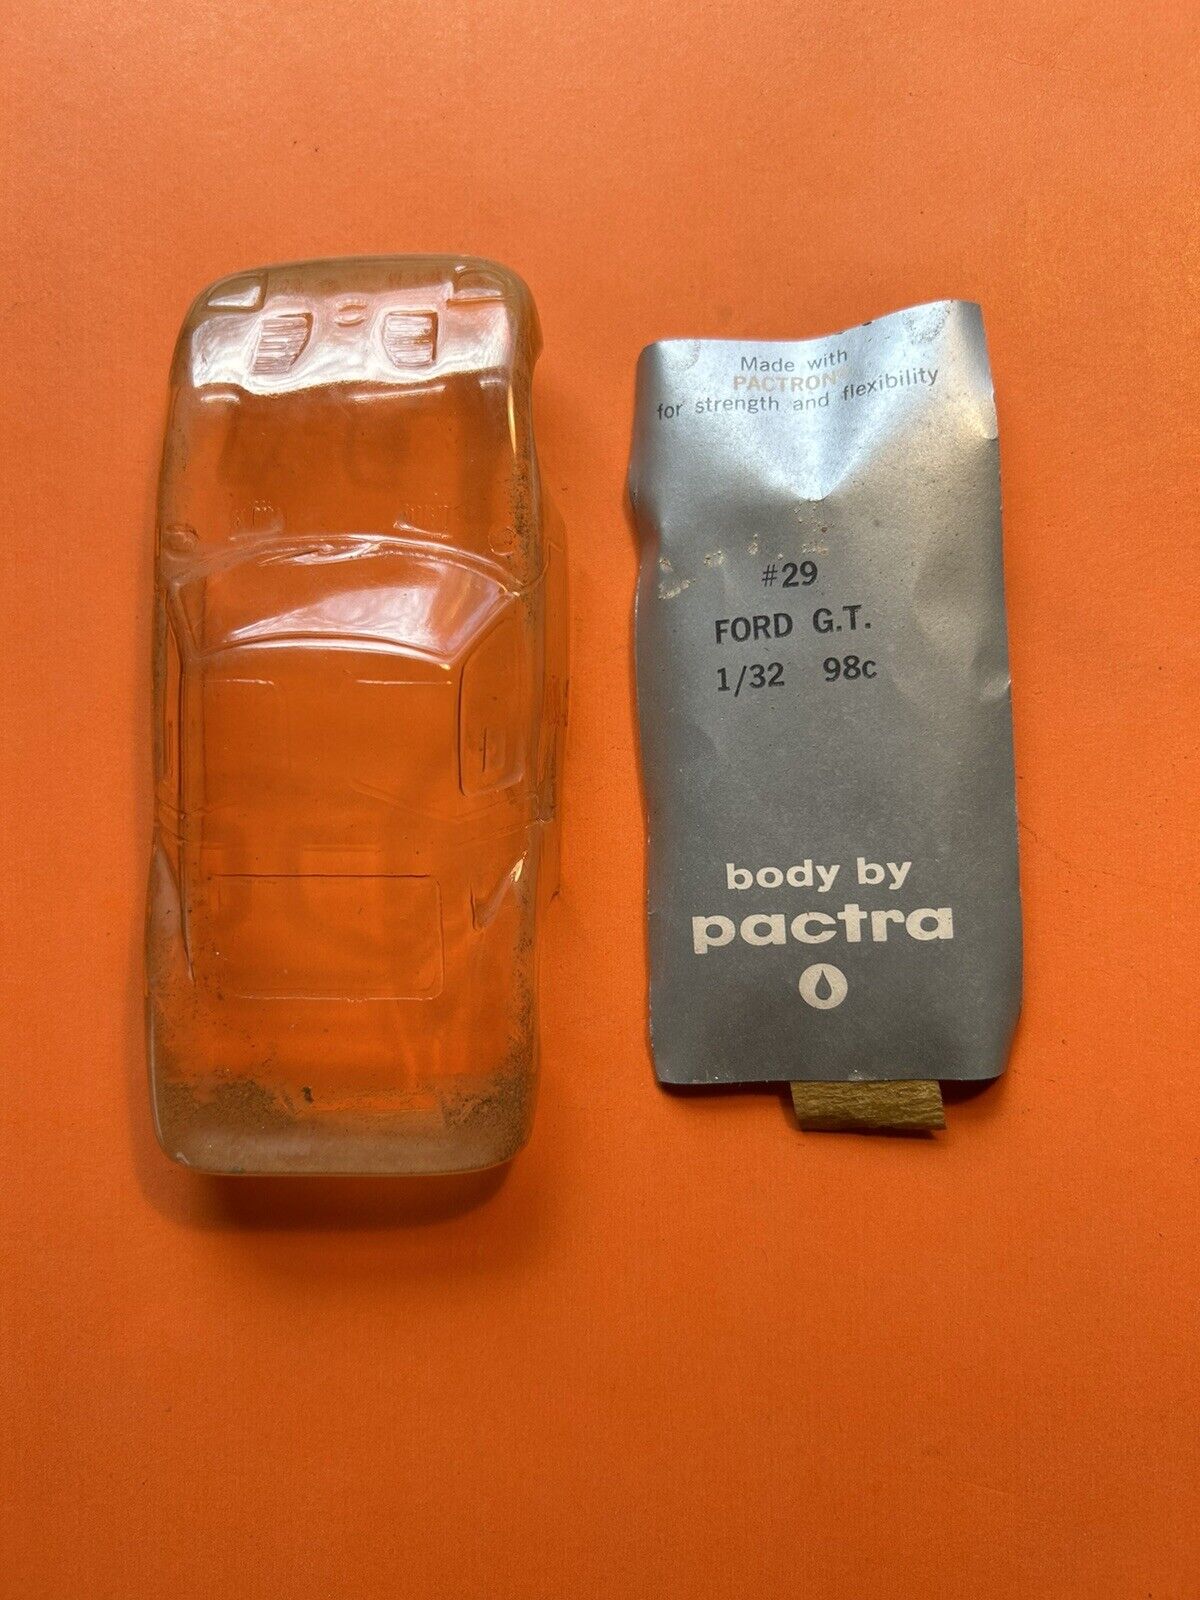 Made with
PACTRON
for strength and flexibility
#29
FORD G.T.
1/32 98c
body by
pactra